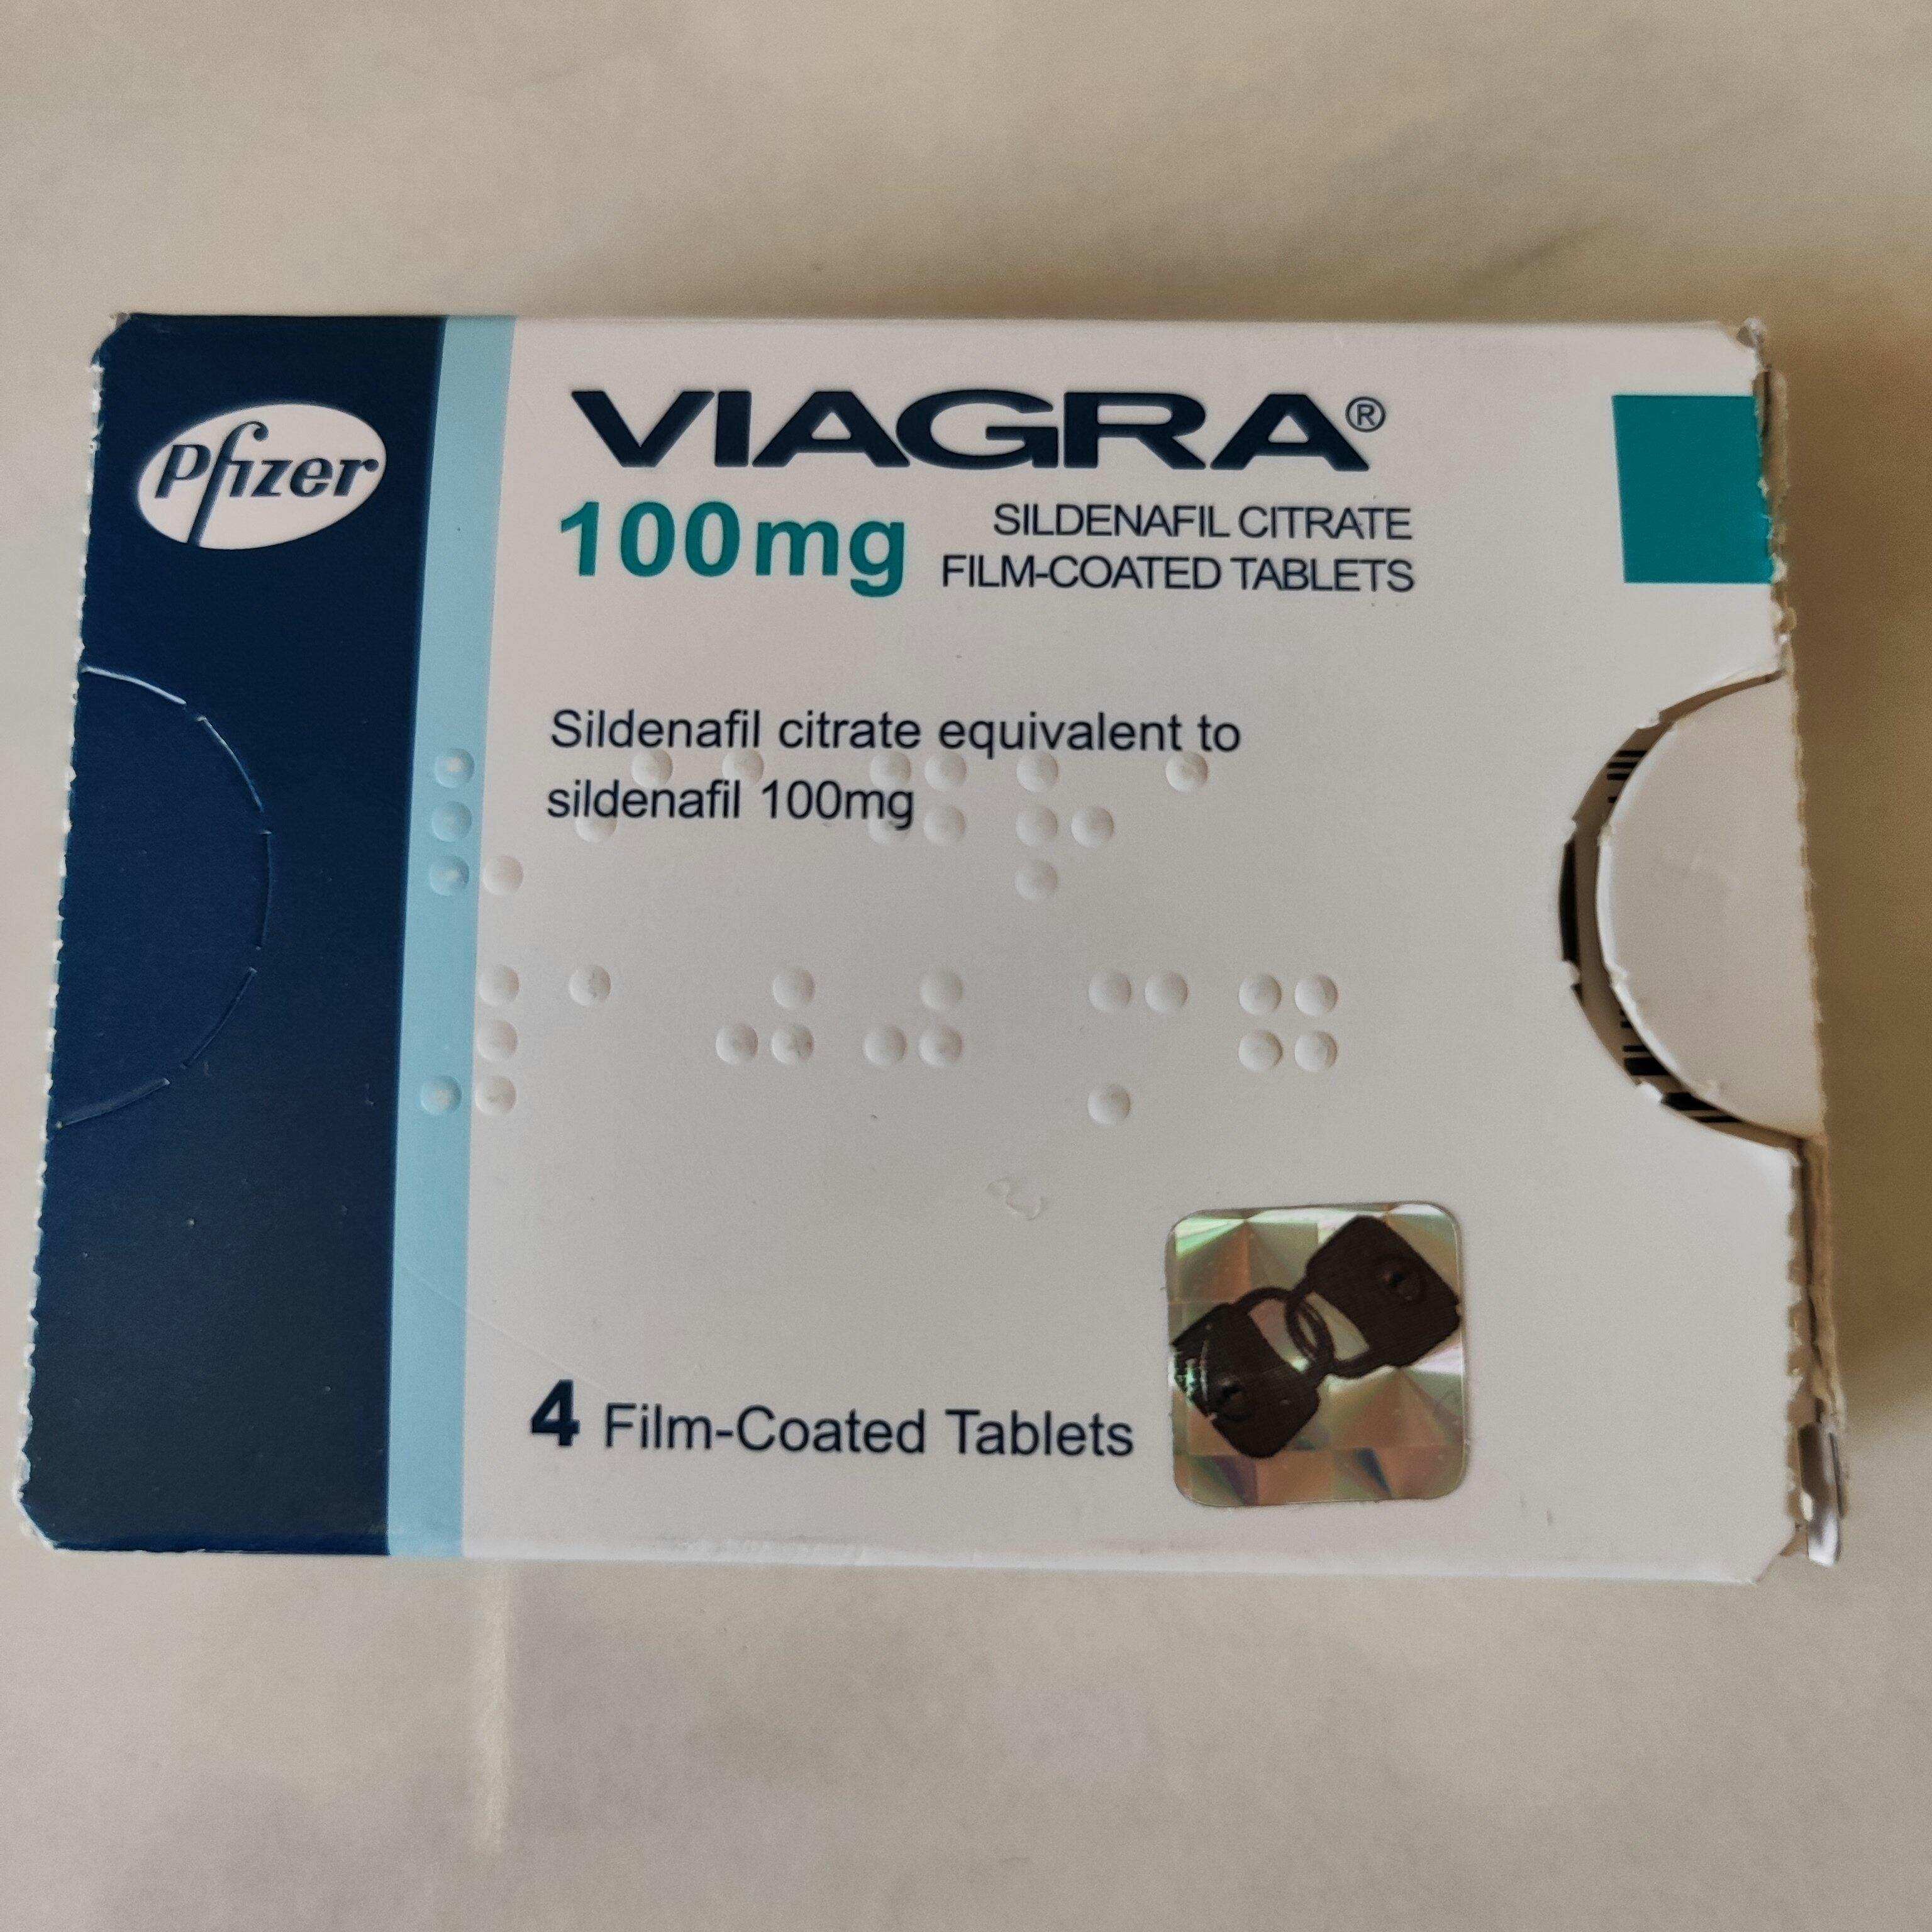 Pfizer
VIAGRA®
100mg
SILDENAFIL CITRATE
FILM-COATED TABLETS
Sildenafil citrate equivalent to
sildenafil 100mg
⠧⠊⠁⠛⠗⠁
⠼⠁⠚⠚⠍⠛
4 Film-Coated Tablets